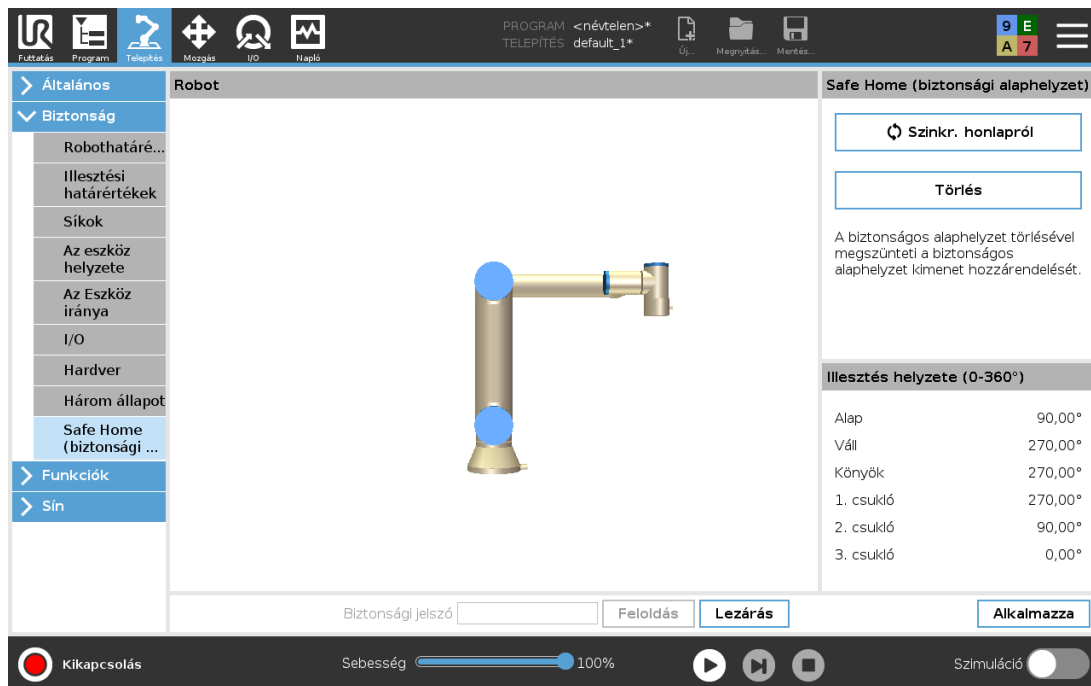 PROGRAM <névtelen>*
TELEPÍTÉS default_1*
Futtatás Program Telepítés Mozgás I/O Napló
Új... Megnyitás... Mentés...
9 E
A 7
Általános
Biztonság
Robothatáré...
Illesztési
határértékek
Síkok
Az eszköz
helyzete
Az Eszköz
iránya
I/O
Hardver
Három állapot
Safe Home
(biztonsági ...
Funkciók
Sín
Robot
Safe Home (biztonsági alaphelyzet)
Szinkr. honlapról
Törlés
A biztonságos alaphelyzet törlésével
megszünteti a biztonságos
alaphelyzet kimenet hozzárendelését.
Illesztés helyzete (0-360°)
Alap 90,00°
Váll 270,00°
Könyök 270,00°
1. csukló 270,00°
2. csukló 90,00°
3. csukló 0,00°
Biztonsági jelszó Feloldás Lezárás Alkalmazza
Kikapcsolás Sebesség 100% Szimuláció